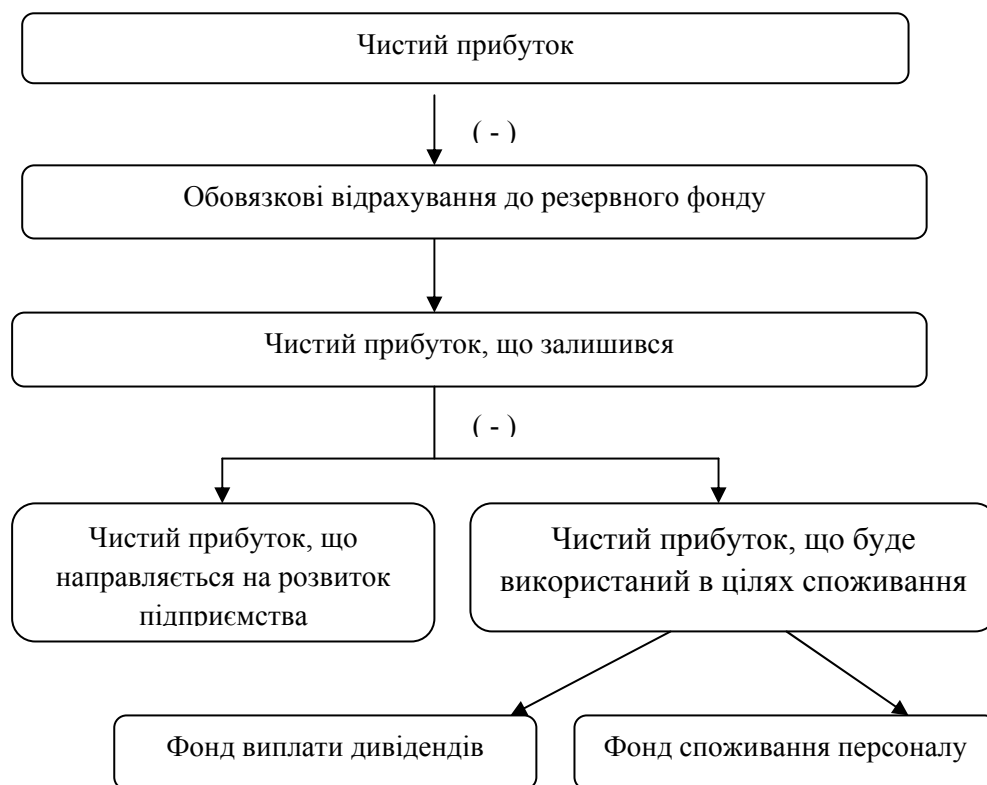 Чистий прибуток
( - )
Обовязкові відрахування до резервного фонду
Чистий прибуток, що залишився
( - )
Чистий прибуток, що
направляється на розвиток
підприємства
Чистий прибуток, що буде
використаний в цілях споживання
Фонд виплати дивідендів
Фонд споживання персоналу